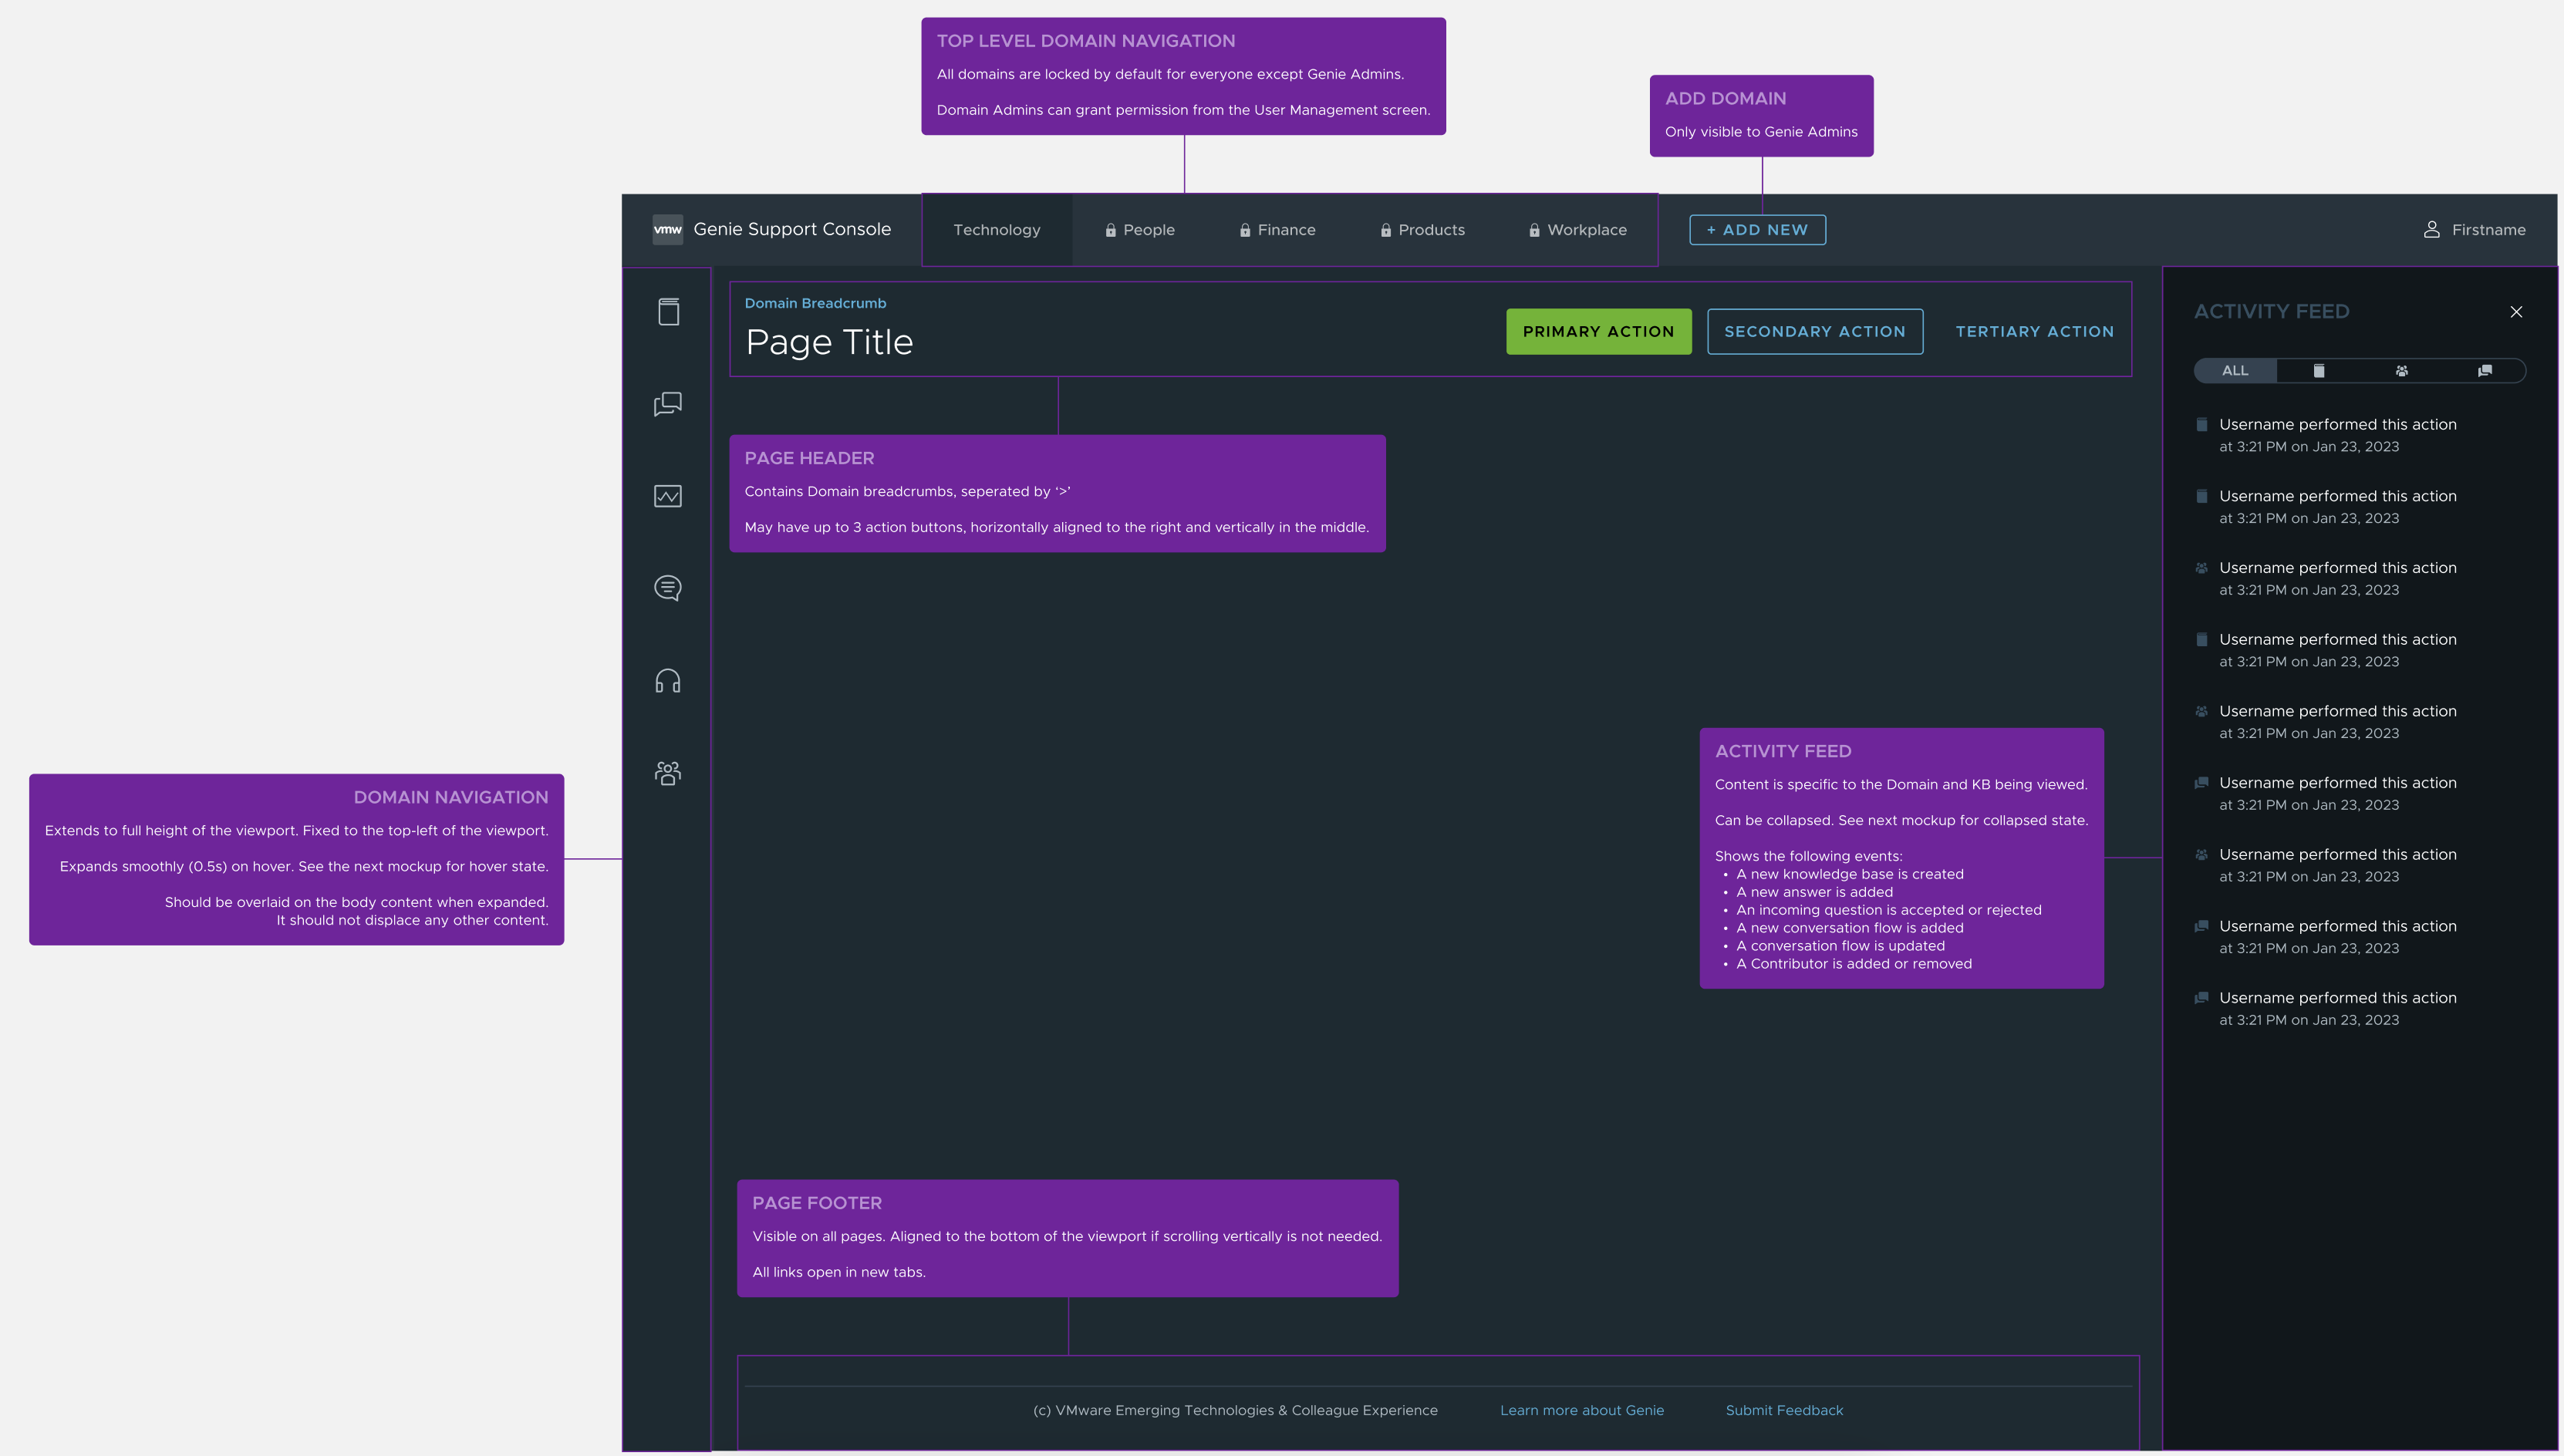 TOP LEVEL DOMAIN NAVIGATION
All domains are locked by default for everyone except Genie Admins.
Domain Admins can grant permission from the User Management screen.
ADD DOMAIN
Only visible to Genie Admins
vmw
Genie Support Console
Technology
People
Finance
Products
Workplace
+ ADD NEW
Firstname
Domain Breadcrumb
Page Title
PRIMARY ACTION
SECONDARY ACTION
TERTIARY ACTION
PAGE HEADER
Contains Domain breadcrumbs, seperated by ‘>’
May have up to 3 action buttons, horizontally aligned to the right and vertically in the middle.
DOMAIN NAVIGATION
Extends to full height of the viewport. Fixed to the top-left of the viewport.
Expands smoothly (0.5s) on hover. See the next mockup for hover state.
Should be overlaid on the body content when expanded.
It should not displace any other content.
ACTIVITY FEED
Content is specific to the Domain and KB being viewed.
Can be collapsed. See next mockup for collapsed state.
Shows the following events:
• A new knowledge base is created
• A new answer is added
• An incoming question is accepted or rejected
• A new conversation flow is added
• A conversation flow is updated
• A Contributor is added or removed
PAGE FOOTER
Visible on all pages. Aligned to the bottom of the viewport if scrolling vertically is not needed.
All links open in new tabs.
(c) VMware Emerging Technologies & Colleague Experience
Learn more about Genie
Submit Feedback
ACTIVITY FEED
ALL
Username performed this action
at 3:21 PM on Jan 23, 2023
Username performed this action
at 3:21 PM on Jan 23, 2023
Username performed this action
at 3:21 PM on Jan 23, 2023
Username performed this action
at 3:21 PM on Jan 23, 2023
Username performed this action
at 3:21 PM on Jan 23, 2023
Username performed this action
at 3:21 PM on Jan 23, 2023
Username performed this action
at 3:21 PM on Jan 23, 2023
Username performed this action
at 3:21 PM on Jan 23, 2023
Username performed this action
at 3:21 PM on Jan 23, 2023